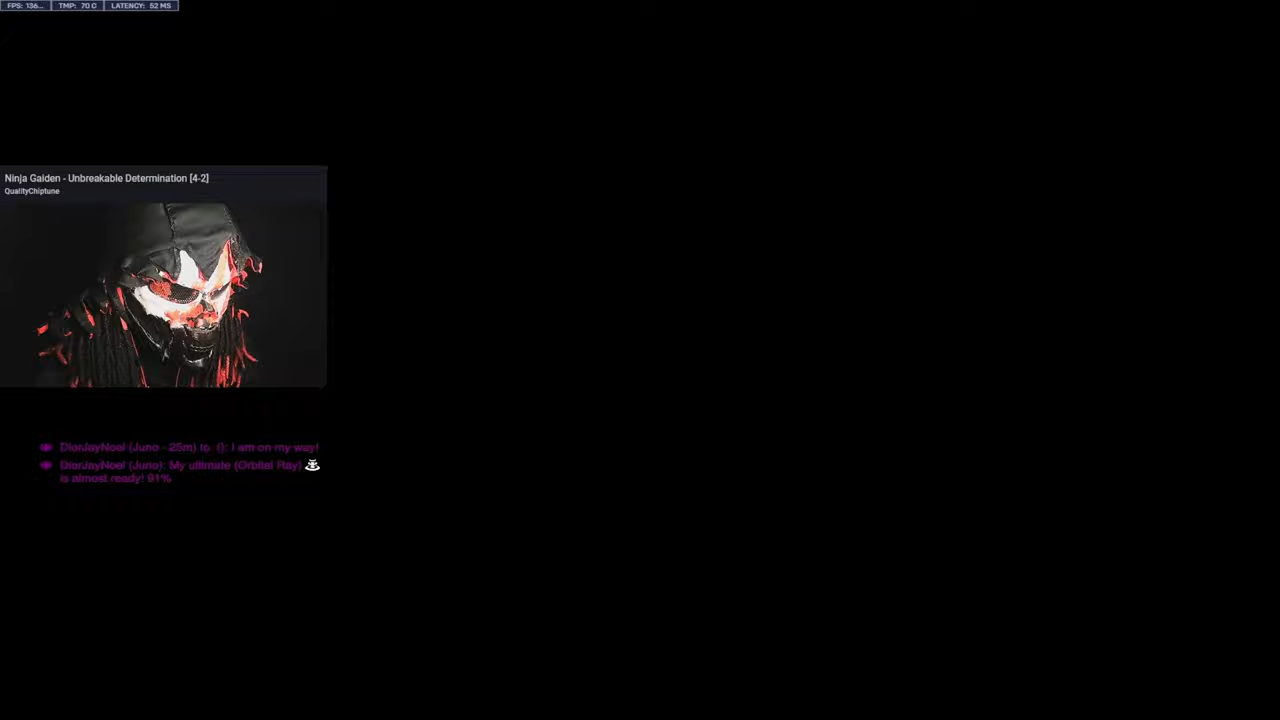 FPS: 136... TMP: 70 C LATENCY: 52 MS
Ninja Gaiden - Unbreakable Determination [4-2]
QualityChiptune
DiorJayNoel (Juno - 25m) to (): I am on my way!
DiorJayNoel (Juno): My ultimate (Orbital Ray)
is almost ready! 91%